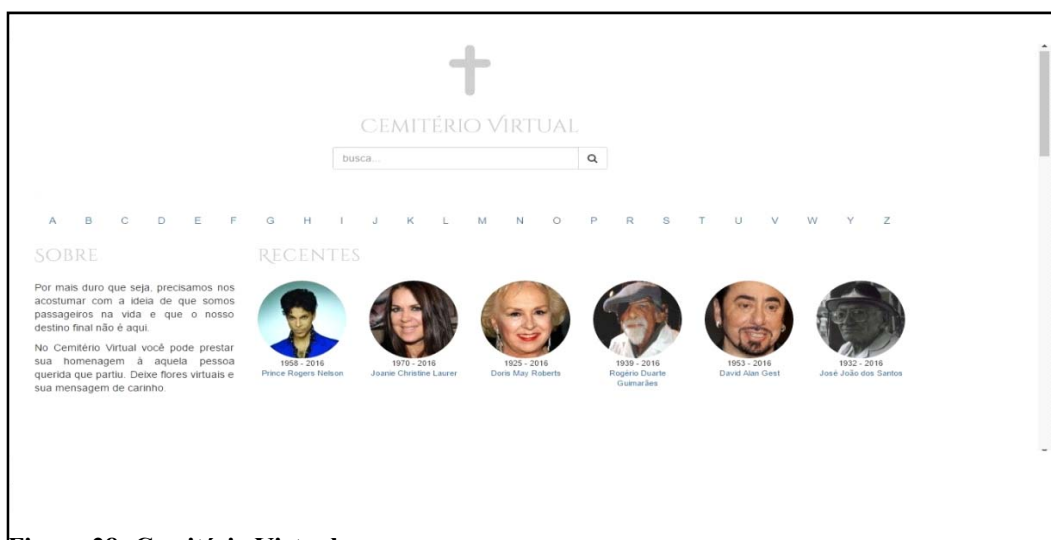 CEMITÉRIO VIRTUAL
busca...
A B C D E F G H I J K L M N O P R S T U V W Y Z
SOBRE
Por mais duro que seja, precisamos nos
acostumar com a ideia de que somos
passageiros na vida e que o nosso
destino final não é aqui.
No Cemitério Virtual você pode prestar
sua homenagem à aquela pessoa
querida que partiu. Deixe flores virtuais e
sua mensagem de carinho.
RECENTES
1958 - 2016
Prince Rogers Nelson
1970 - 2016
Joanie Christine Laurer
1925 - 2016
Doris May Roberts
1939 - 2016
Rogério Duarte
Guimarães
1953 - 2016
David Alan Gest
1932 - 2016
José João dos Santos